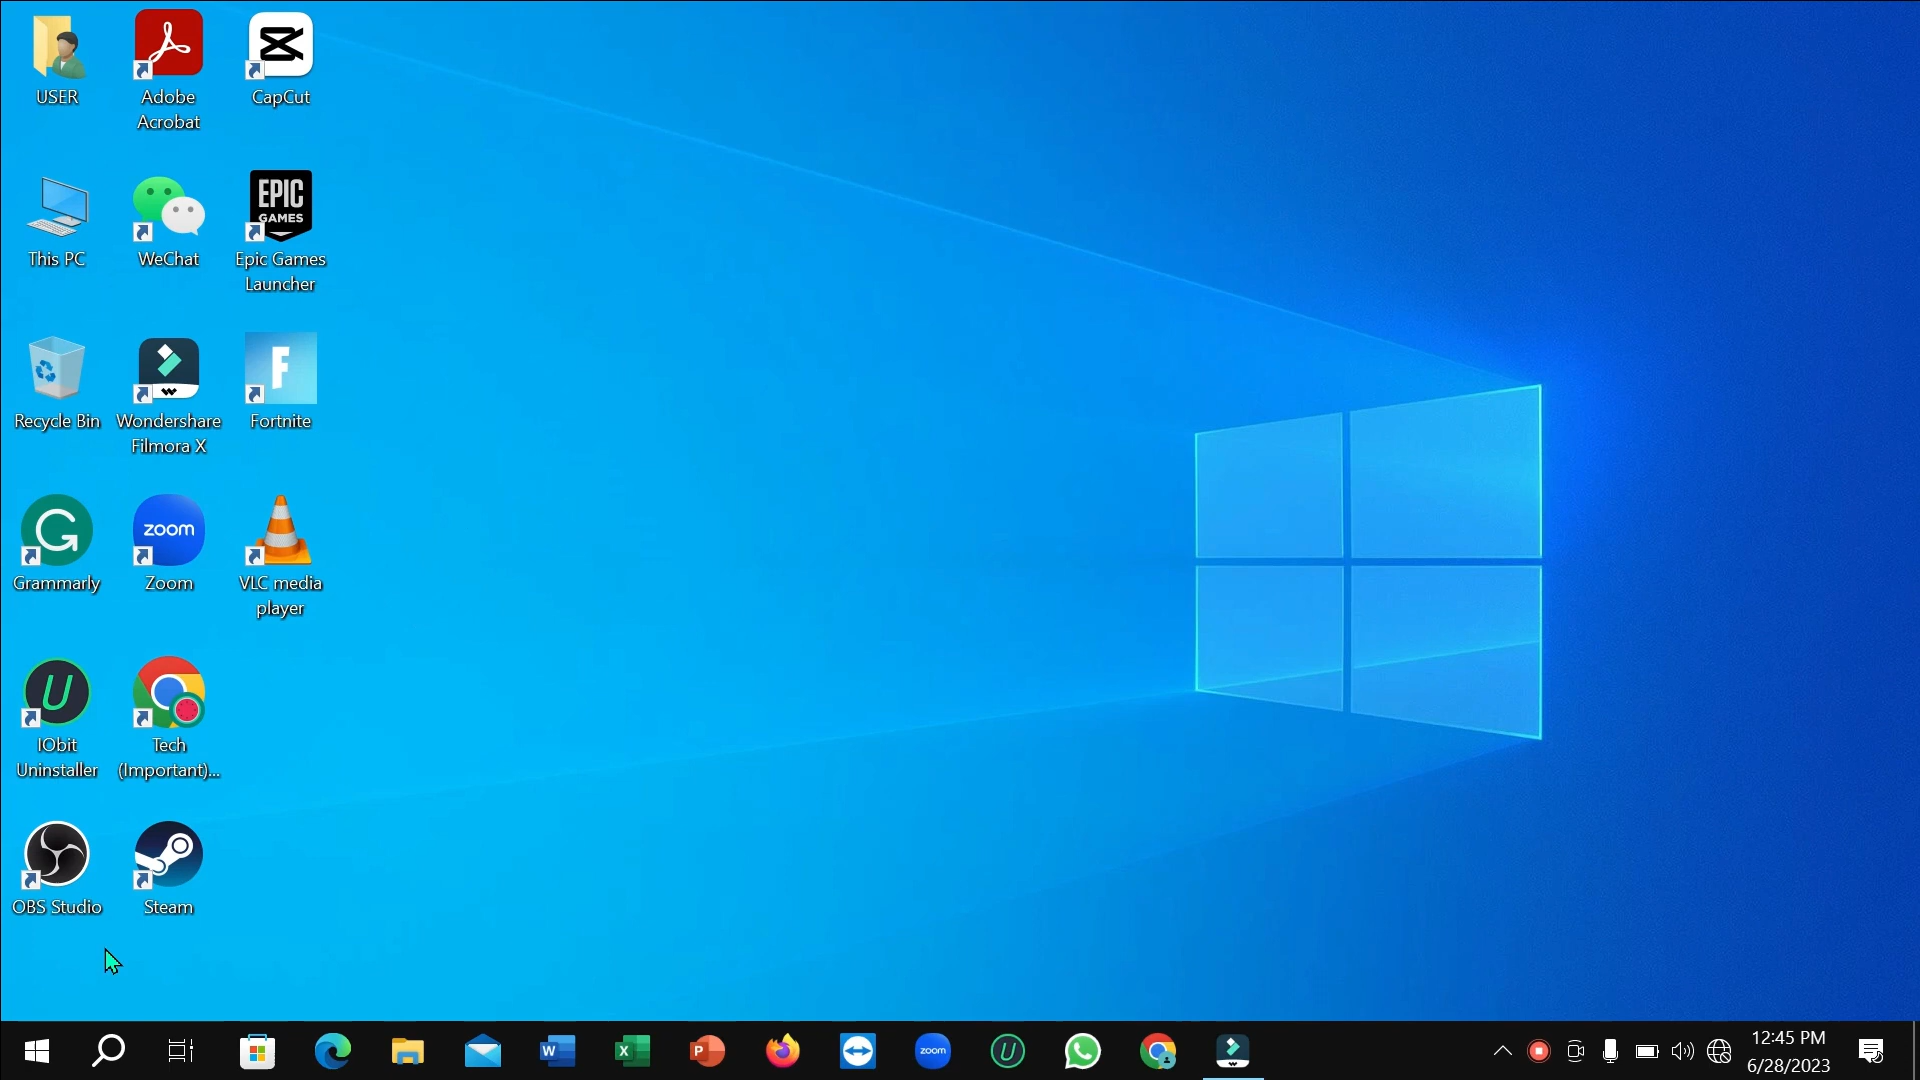 USER
Adobe
Acrobat
CapCut
This PC
WeChat
EPIC
GAMES
Epic Games
Launcher
Recycle Bin
Wondershare
Filmora X
F
Fortnite
G
Grammarly
zoom
Zoom
VLC media
player
U
IObit
Uninstaller
Tech
(Important)...
OBS Studio
Steam
W
X
P
zoom
U
12:45 PM
6/28/2023